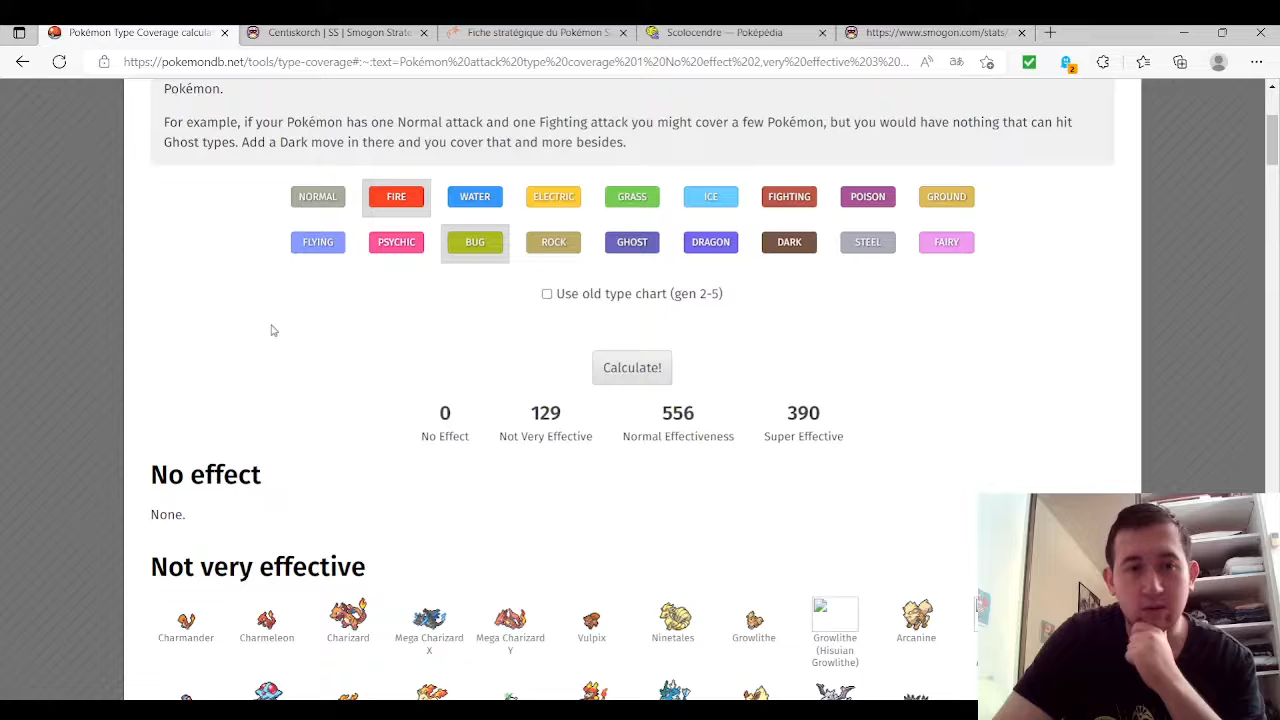 Pokémon Type Coverage calcula
Centiskorch | SS | Smogon Strate
Fiche stratégique du Pokémon S
Scolocendre — Poképédia
https://www.smogon.com/stats/
https://pokemondb.net/tools/type-coverage#:~:text=Pokémon%20attack%20type%20coverage%201%20No%20effect%202,very%20effective%203%20...
Pokémon.
For example, if your Pokémon has one Normal attack and one Fighting attack you might cover a few Pokémon, but you would have nothing that can hit
Ghost types. Add a Dark move in there and you cover that and more besides.
NORMAL FIRE WATER ELECTRIC GRASS ICE FIGHTING POISON GROUND
FLYING PSYCHIC BUG ROCK GHOST DRAGON DARK STEEL FAIRY
Use old type chart (gen 2-5)
Calculate!
0 129 556 390
No Effect Not Very Effective Normal Effectiveness Super Effective
No effect
None.
Not very effective
Charmander Charmeleon Charizard Mega Charizard X Mega Charizard Y Vulpix Ninetales Growlithe Growlithe (Hisuian Growlithe) Arcanine